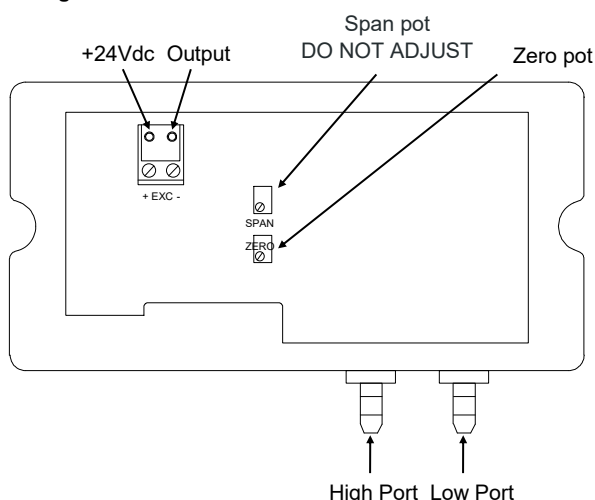 Span pot
DO NOT ADJUST
+24Vdc Output
Zero pot
+ EXC -
SPAN
ZERO
High Port Low Port